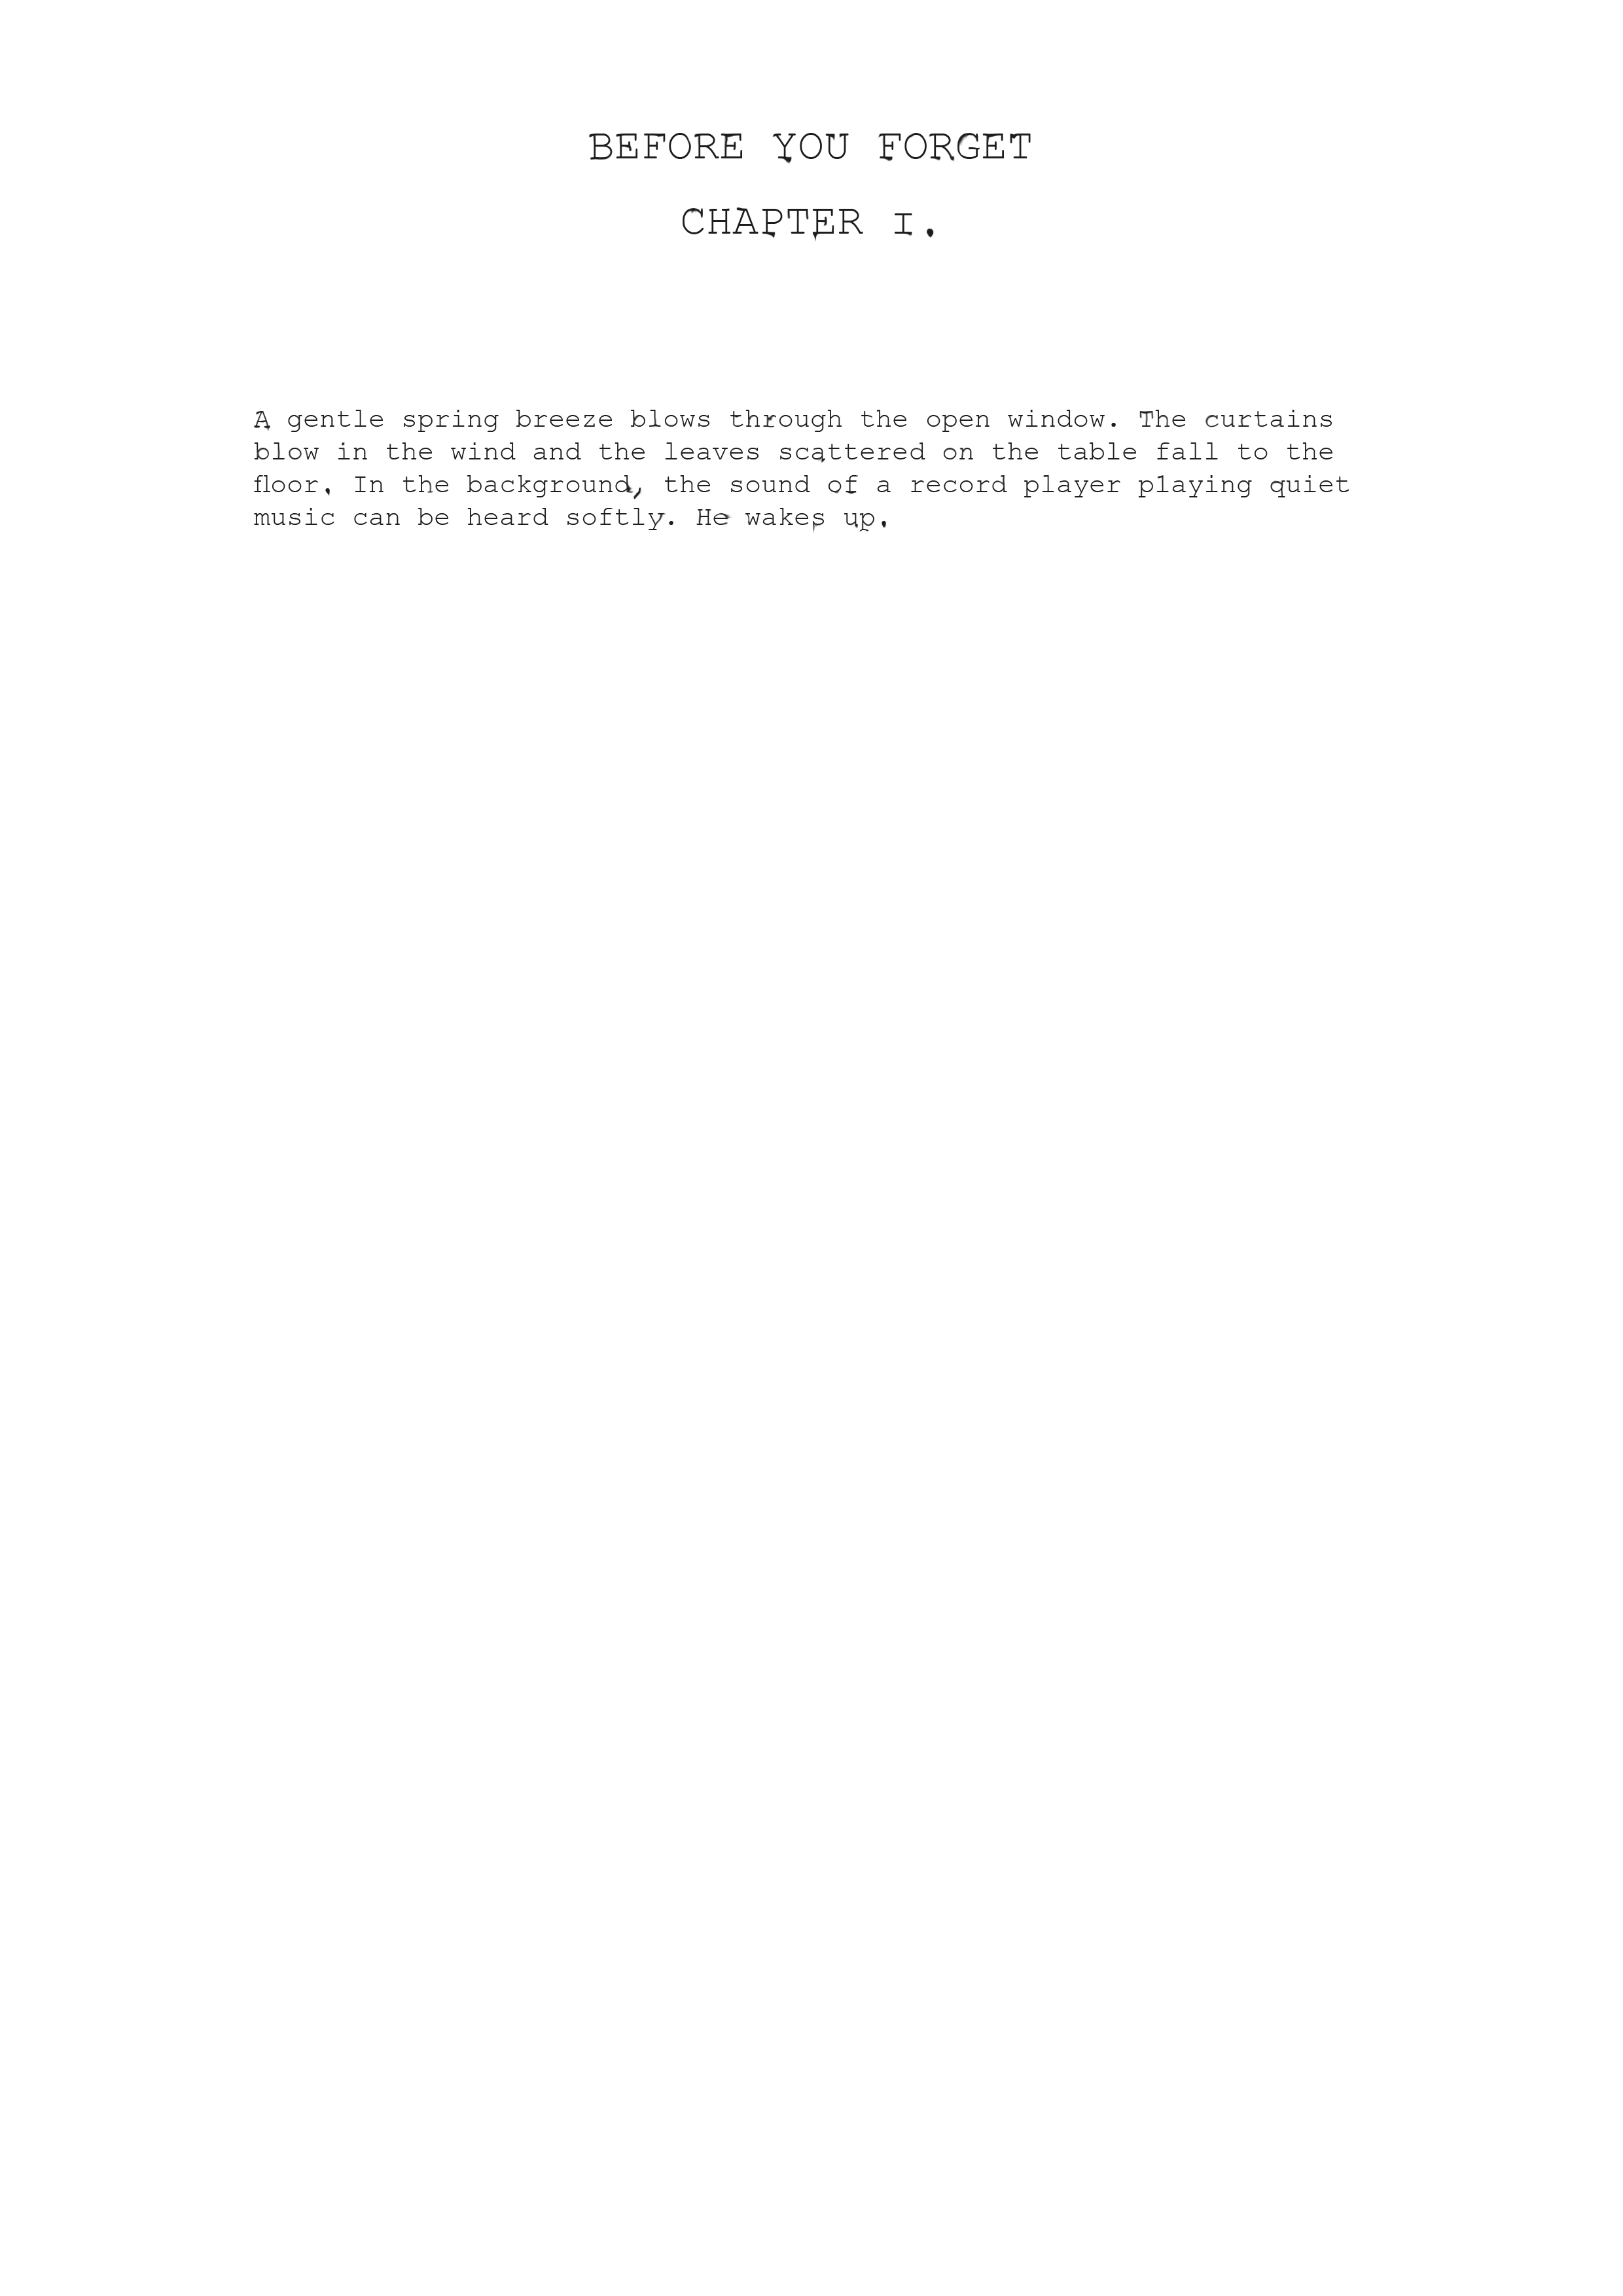 BEFORE YOU FORGET
CHAPTER I.
A gentle spring breeze blows through the open window. The curtains
blow in the wind and the leaves scattered on the table fall to the
floor. In the background, the sound of a record player playing quiet
music can be heard softly. He wakes up.